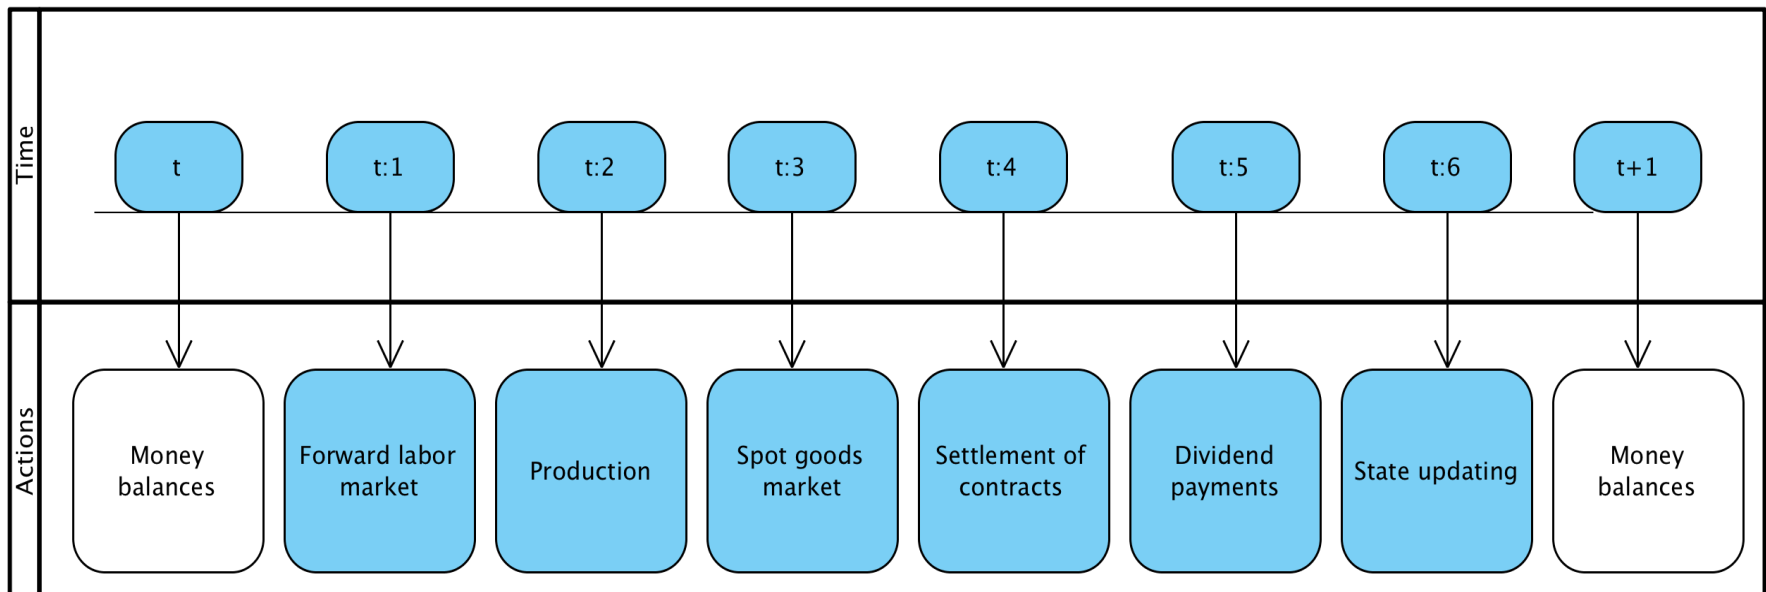 Time
t
t:1
t:2
t:3
t:4
t:5
t:6
t+1
Actions
Money
balances
Forward labor
market
Production
Spot goods
market
Settlement of
contracts
Dividend
payments
State updating
Money
balances